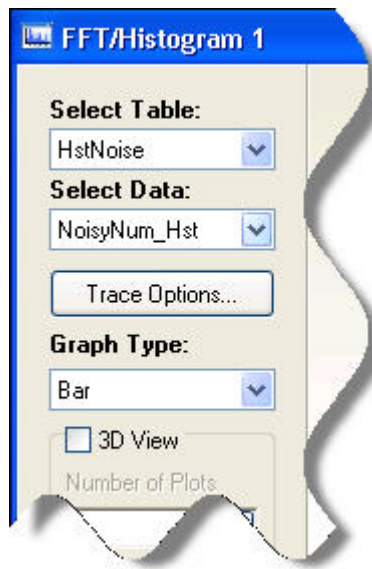 FFT/Histogram 1
Select Table:
HstNoise
Select Data:
NoisyNum_Hst
Trace Options...
Graph Type:
Bar
3D View
Number of Plots